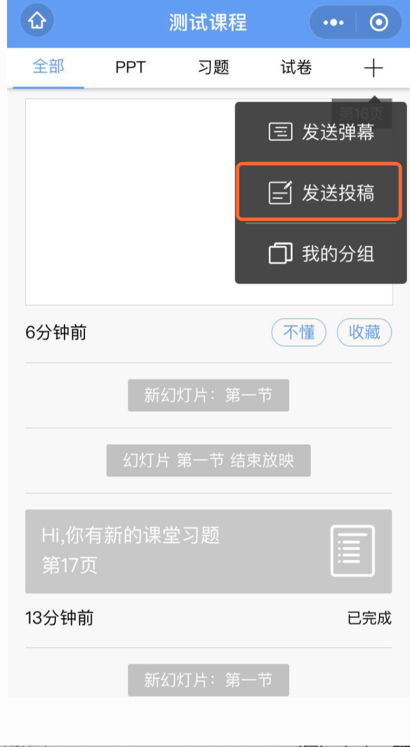 测试课程
全部 PPT 习题 试卷
第16页
发送弹幕
发送投稿
我的分组
6分钟前 不懂 收藏
新幻灯片：第一节
幻灯片 第一节 结束放映
Hi,你有新的课堂习题
第17页
13分钟前 已完成
新幻灯片：第一节